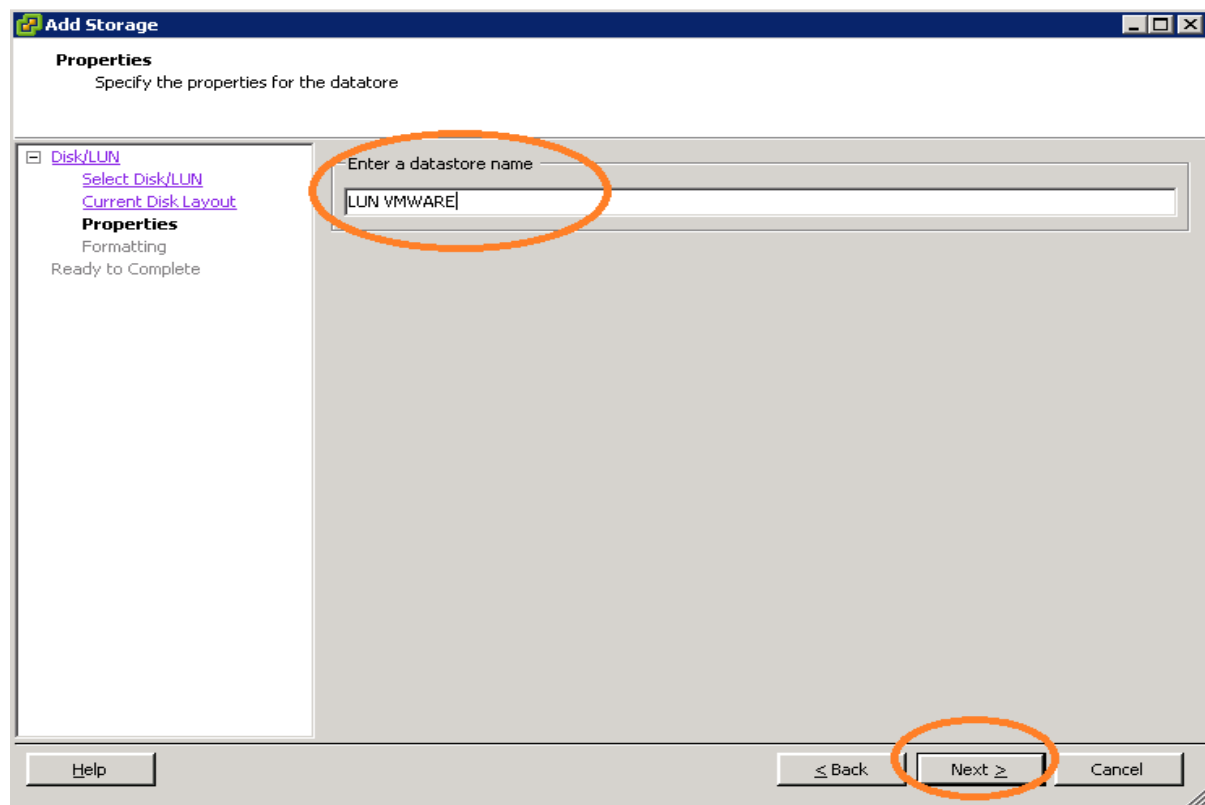 Add Storage
Properties
Specify the properties for the datatore
Disk/LUN
Select Disk/LUN
Current Disk Layout
Properties
Formatting
Ready to Complete
Enter a datastore name
LUN VMWARE
Help
< Back
Next >
Cancel